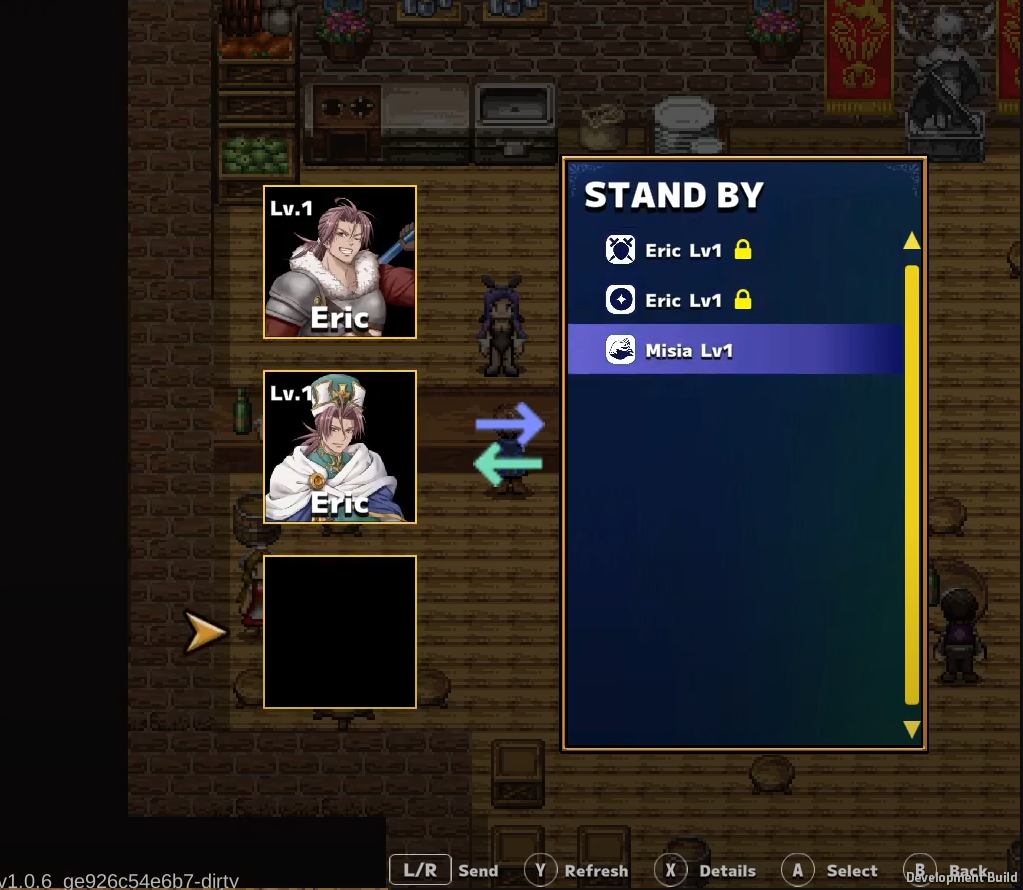 STAND BY
Lv.1
Eric
Eric Lv1
Eric Lv1
Misia Lv1
Lv.1
Eric
L/R Send Y Refresh X Details A Select B Back
v1.0.6_ge926c54e6b7-dirty
Development Build